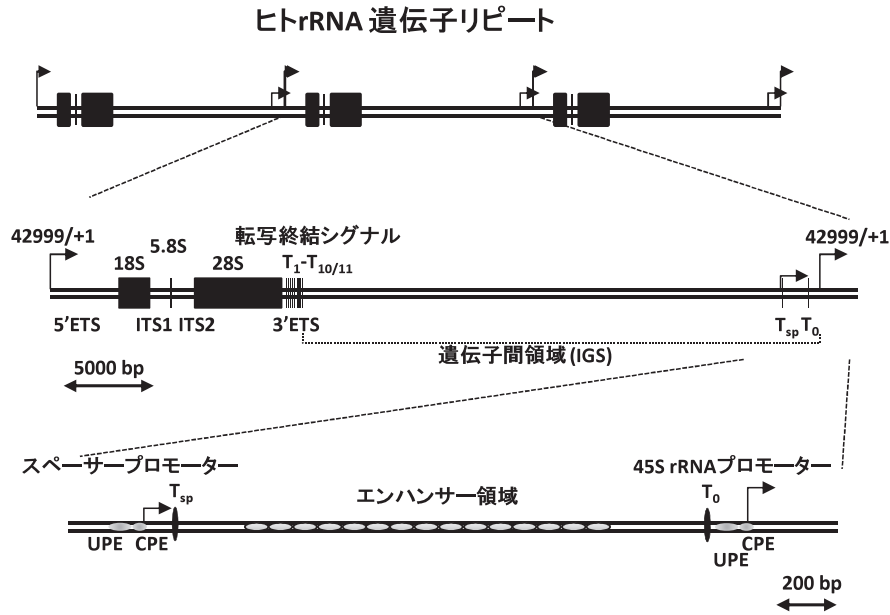 ヒトrRNA 遺伝子リピート
42999/+1
5.8S
転写終結シグナル
42999/+1
18S
28S
T1-T10/11
5'ETS
ITS1
ITS2
3'ETS
Tsp T0
遺伝子間領域(IGS)
5000 bp
スペーサープロモーター
45S rRNAプロモーター
Tsp
エンハンサー領域
T0
UPE
CPE
UPE
CPE
200 bp